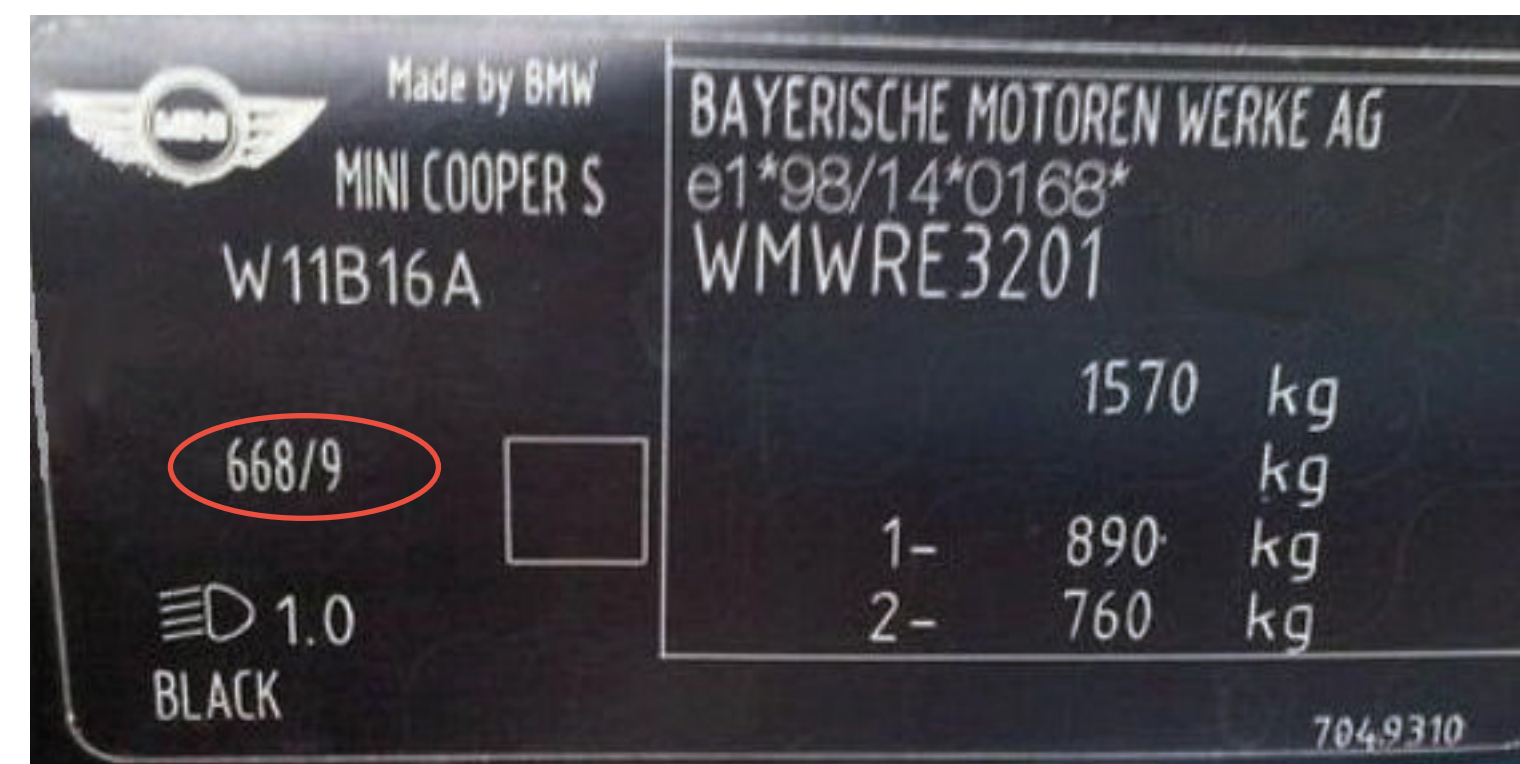 MINI
Made by BMW
MINI COOPER S
W11B16A
668/9
1.0
BLACK
BAYERISCHE MOTOREN WERKE AG
e1*98/14*0168*
WMWRE3201
1570 kg
kg
1- 890 kg
2- 760 kg
7049310